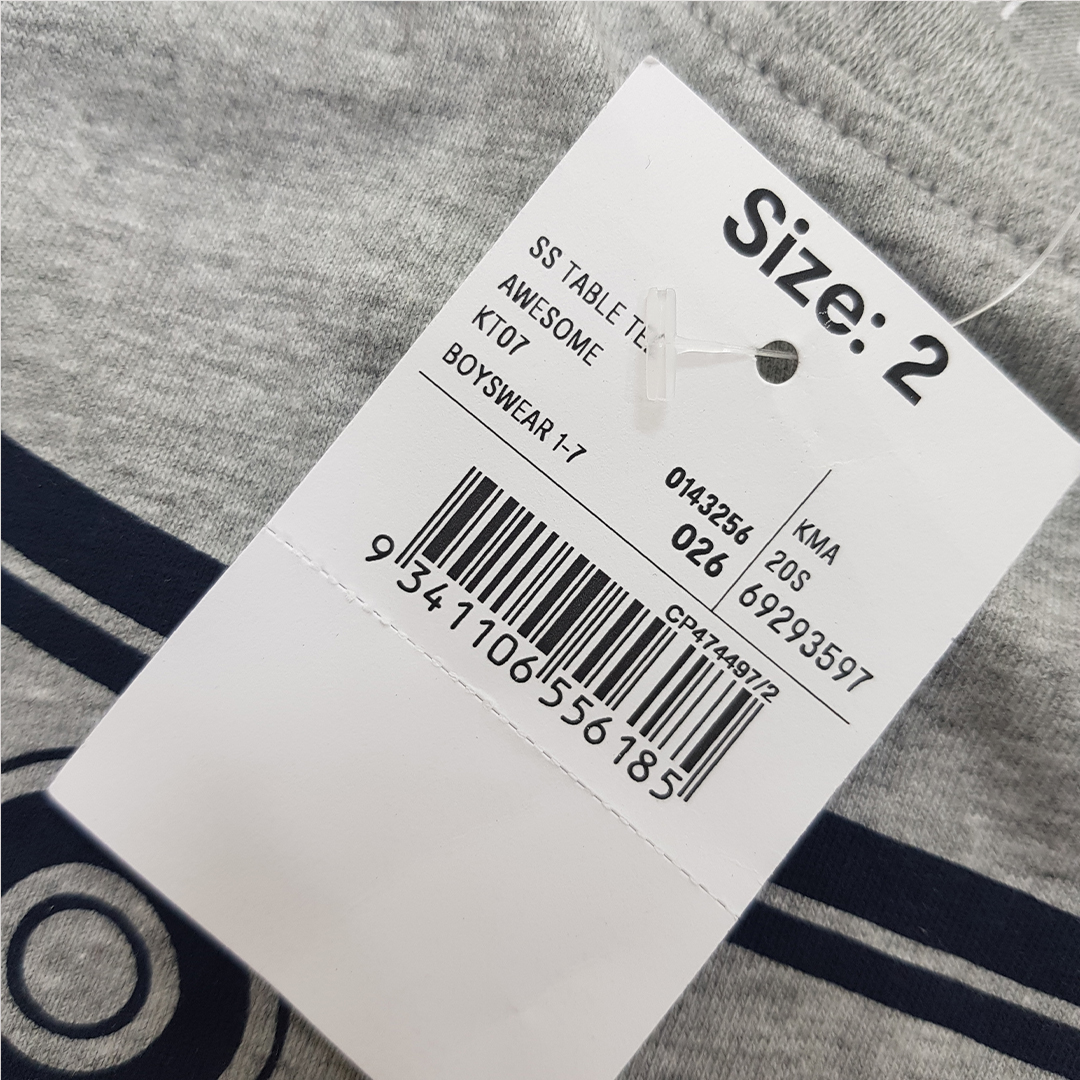 Size: 2
SS TABLE
AWESOME
KT07
BOYSWEAR 1-7
0143256
026
KMA
20S
69293597
CP474497/2
9 341106 556185